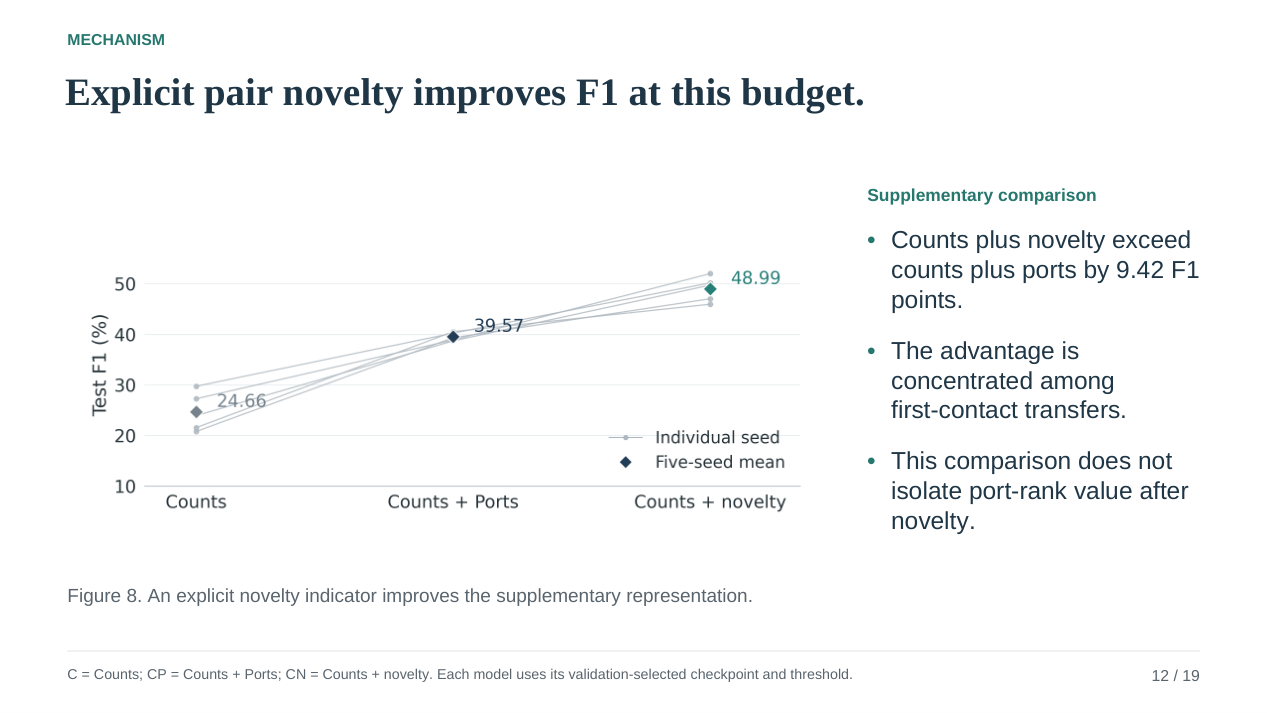 MECHANISM
Explicit pair novelty improves F1 at this budget.
Supplementary comparison
• Counts plus novelty exceed
counts plus ports by 9.42 F1
points.
• The advantage is
concentrated among
first-contact transfers.
• This comparison does not
isolate port-rank value after
novelty.
Test F1 (%)
50
40
30
20
10
24.66
39.57
48.99
Individual seed
Five-seed mean
Counts
Counts + Ports
Counts + novelty
Figure 8. An explicit novelty indicator improves the supplementary representation.
C = Counts; CP = Counts + Ports; CN = Counts + novelty. Each model uses its validation-selected checkpoint and threshold.
12 / 19